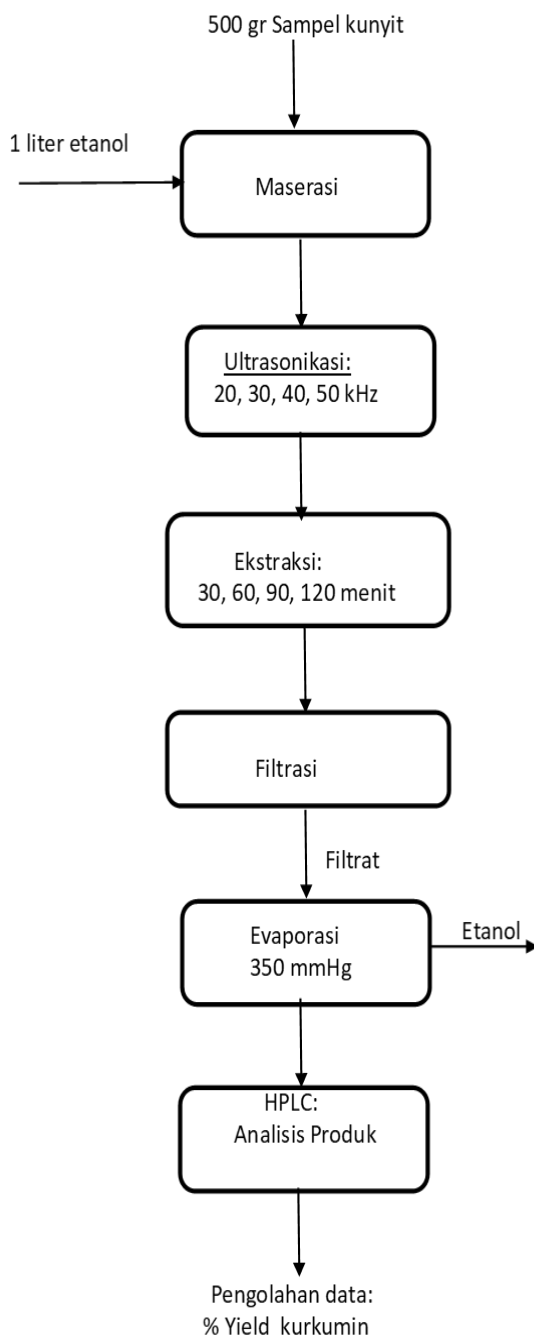 500 gr Sampel kunyit
1 liter etanol
Maserasi
Ultrasonikasi:
20, 30, 40, 50 kHz
Ekstraksi:
30, 60, 90, 120 menit
Filtrasi
Filtrat
Evaporasi
350 mmHg
Etanol
HPLC:
Analisis Produk
Pengolahan data:
% Yield kurkumin